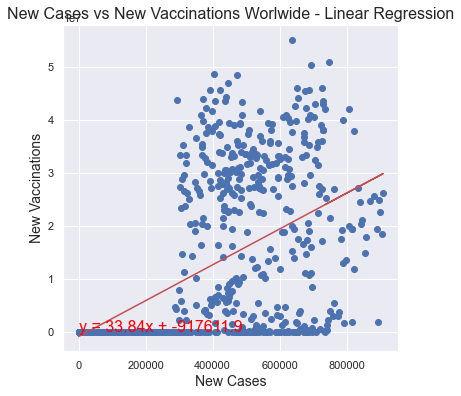 New Cases vs New Vaccinations Worlwide - Linear Regression
1e7
5
4
3
2
1
0
New Vaccinations
y = 33.84x + -917611.9
0 200000 400000 600000 800000
New Cases